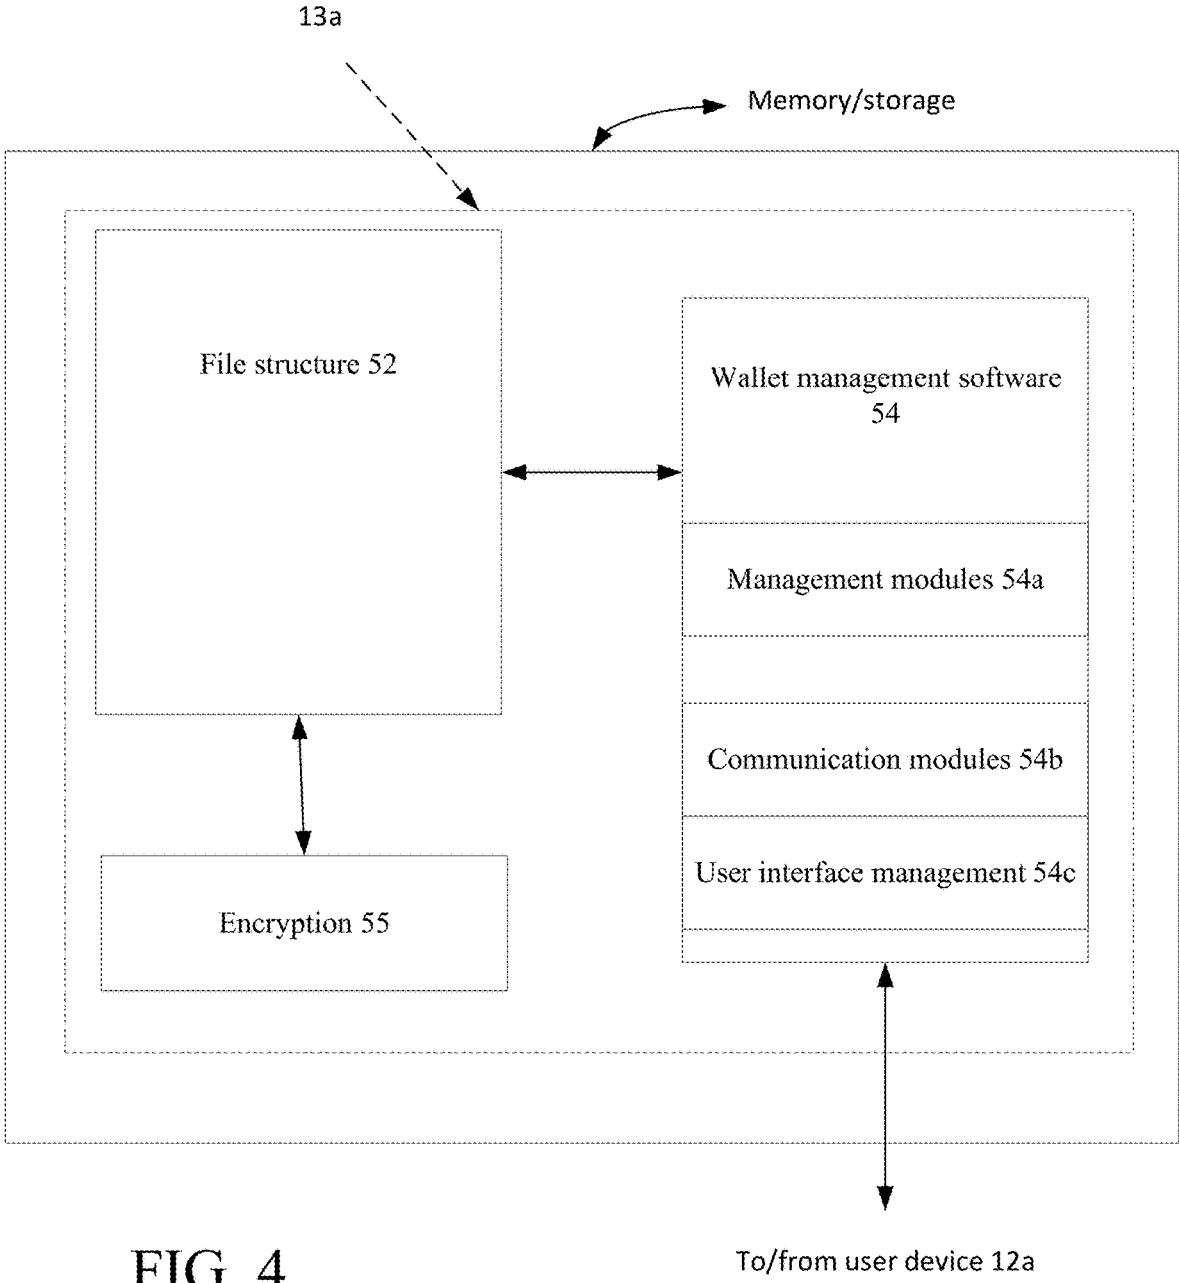 13a
Memory/storage
File structure 52
Wallet management software
54
Management modules 54a
Communication modules 54b
User interface management 54c
Encryption 55
To/from user device 12a
FIG. 4